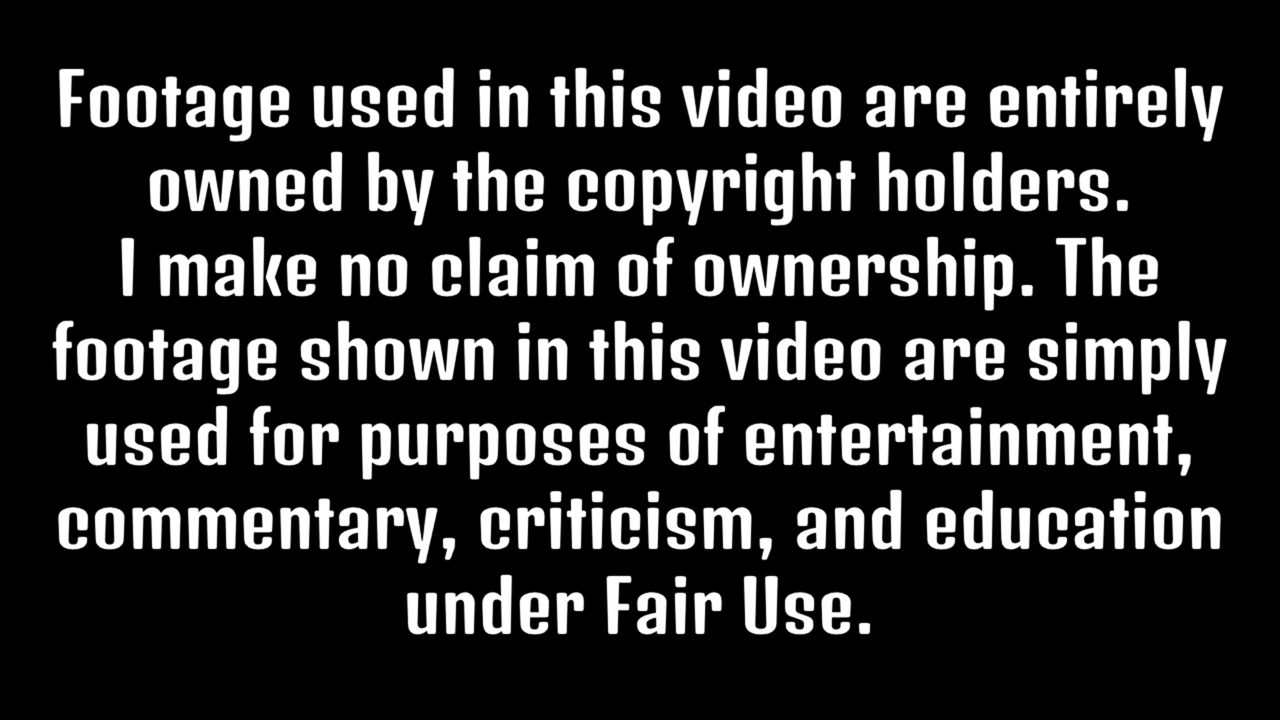 Footage used in this video are entirely
owned by the copyright holders.
I make no claim of ownership. The
footage shown in this video are simply
used for purposes of entertainment,
commentary, criticism, and education
under Fair Use.